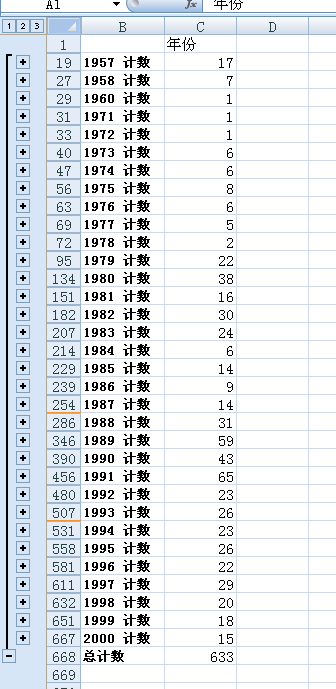 A1 fx 年份
1 2 3 B C D
1 年份
19 1957 计数 17
27 1958 计数 7
29 1960 计数 1
31 1971 计数 1
33 1972 计数 1
40 1973 计数 6
47 1974 计数 6
56 1975 计数 8
63 1976 计数 6
69 1977 计数 5
72 1978 计数 2
95 1979 计数 22
134 1980 计数 38
151 1981 计数 16
182 1982 计数 30
207 1983 计数 24
214 1984 计数 6
229 1985 计数 14
239 1986 计数 9
254 1987 计数 14
286 1988 计数 31
346 1989 计数 59
390 1990 计数 43
456 1991 计数 65
480 1992 计数 23
507 1993 计数 26
531 1994 计数 23
558 1995 计数 26
581 1996 计数 22
611 1997 计数 29
632 1998 计数 20
651 1999 计数 18
667 2000 计数 15
668 总计数 633
669